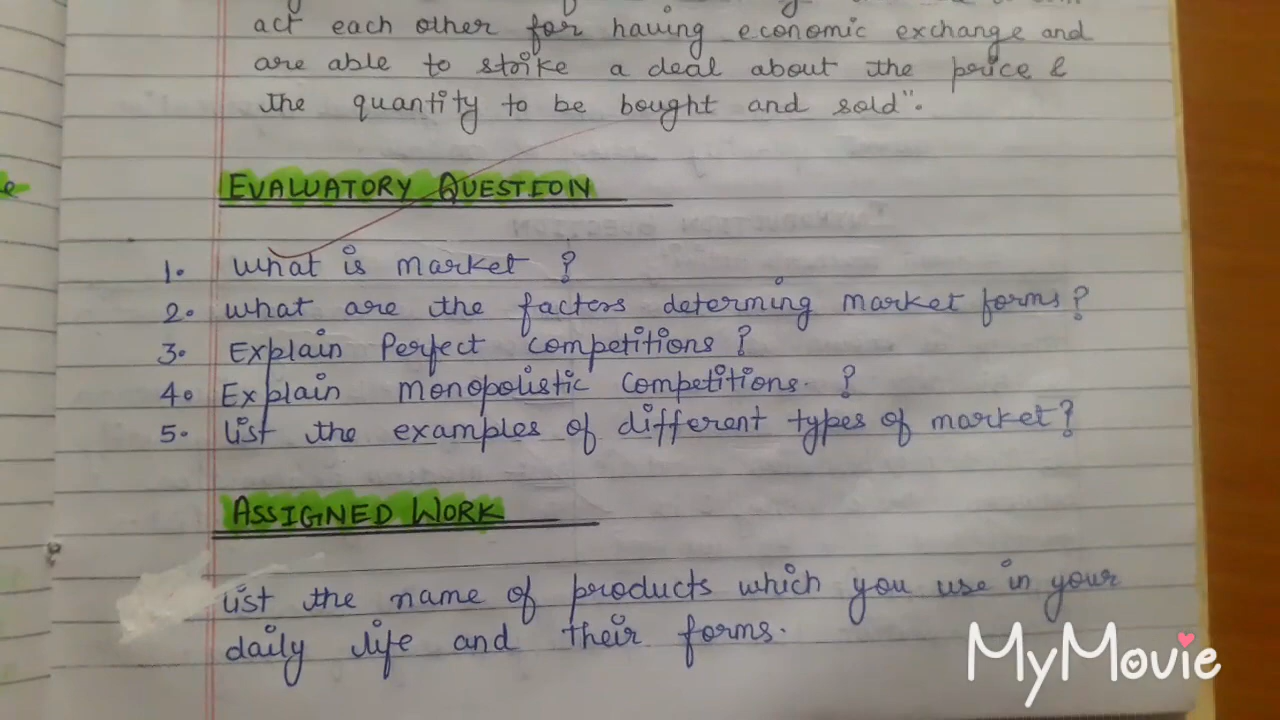 act each other for having economic exchange and
are able to strike a deal about the price &
the quantity to be bought and sold".
EVALUATORY QUESTION
1. What is market ?
2. what are the factors determing market forms?
3. Explain Perfect competitions ?
4. Explain monopolistic competitions. ?
5. list the examples of different types of market?
ASSIGNED WORK
list the name of products which you use in your
daily life and their forms.
MyMovie